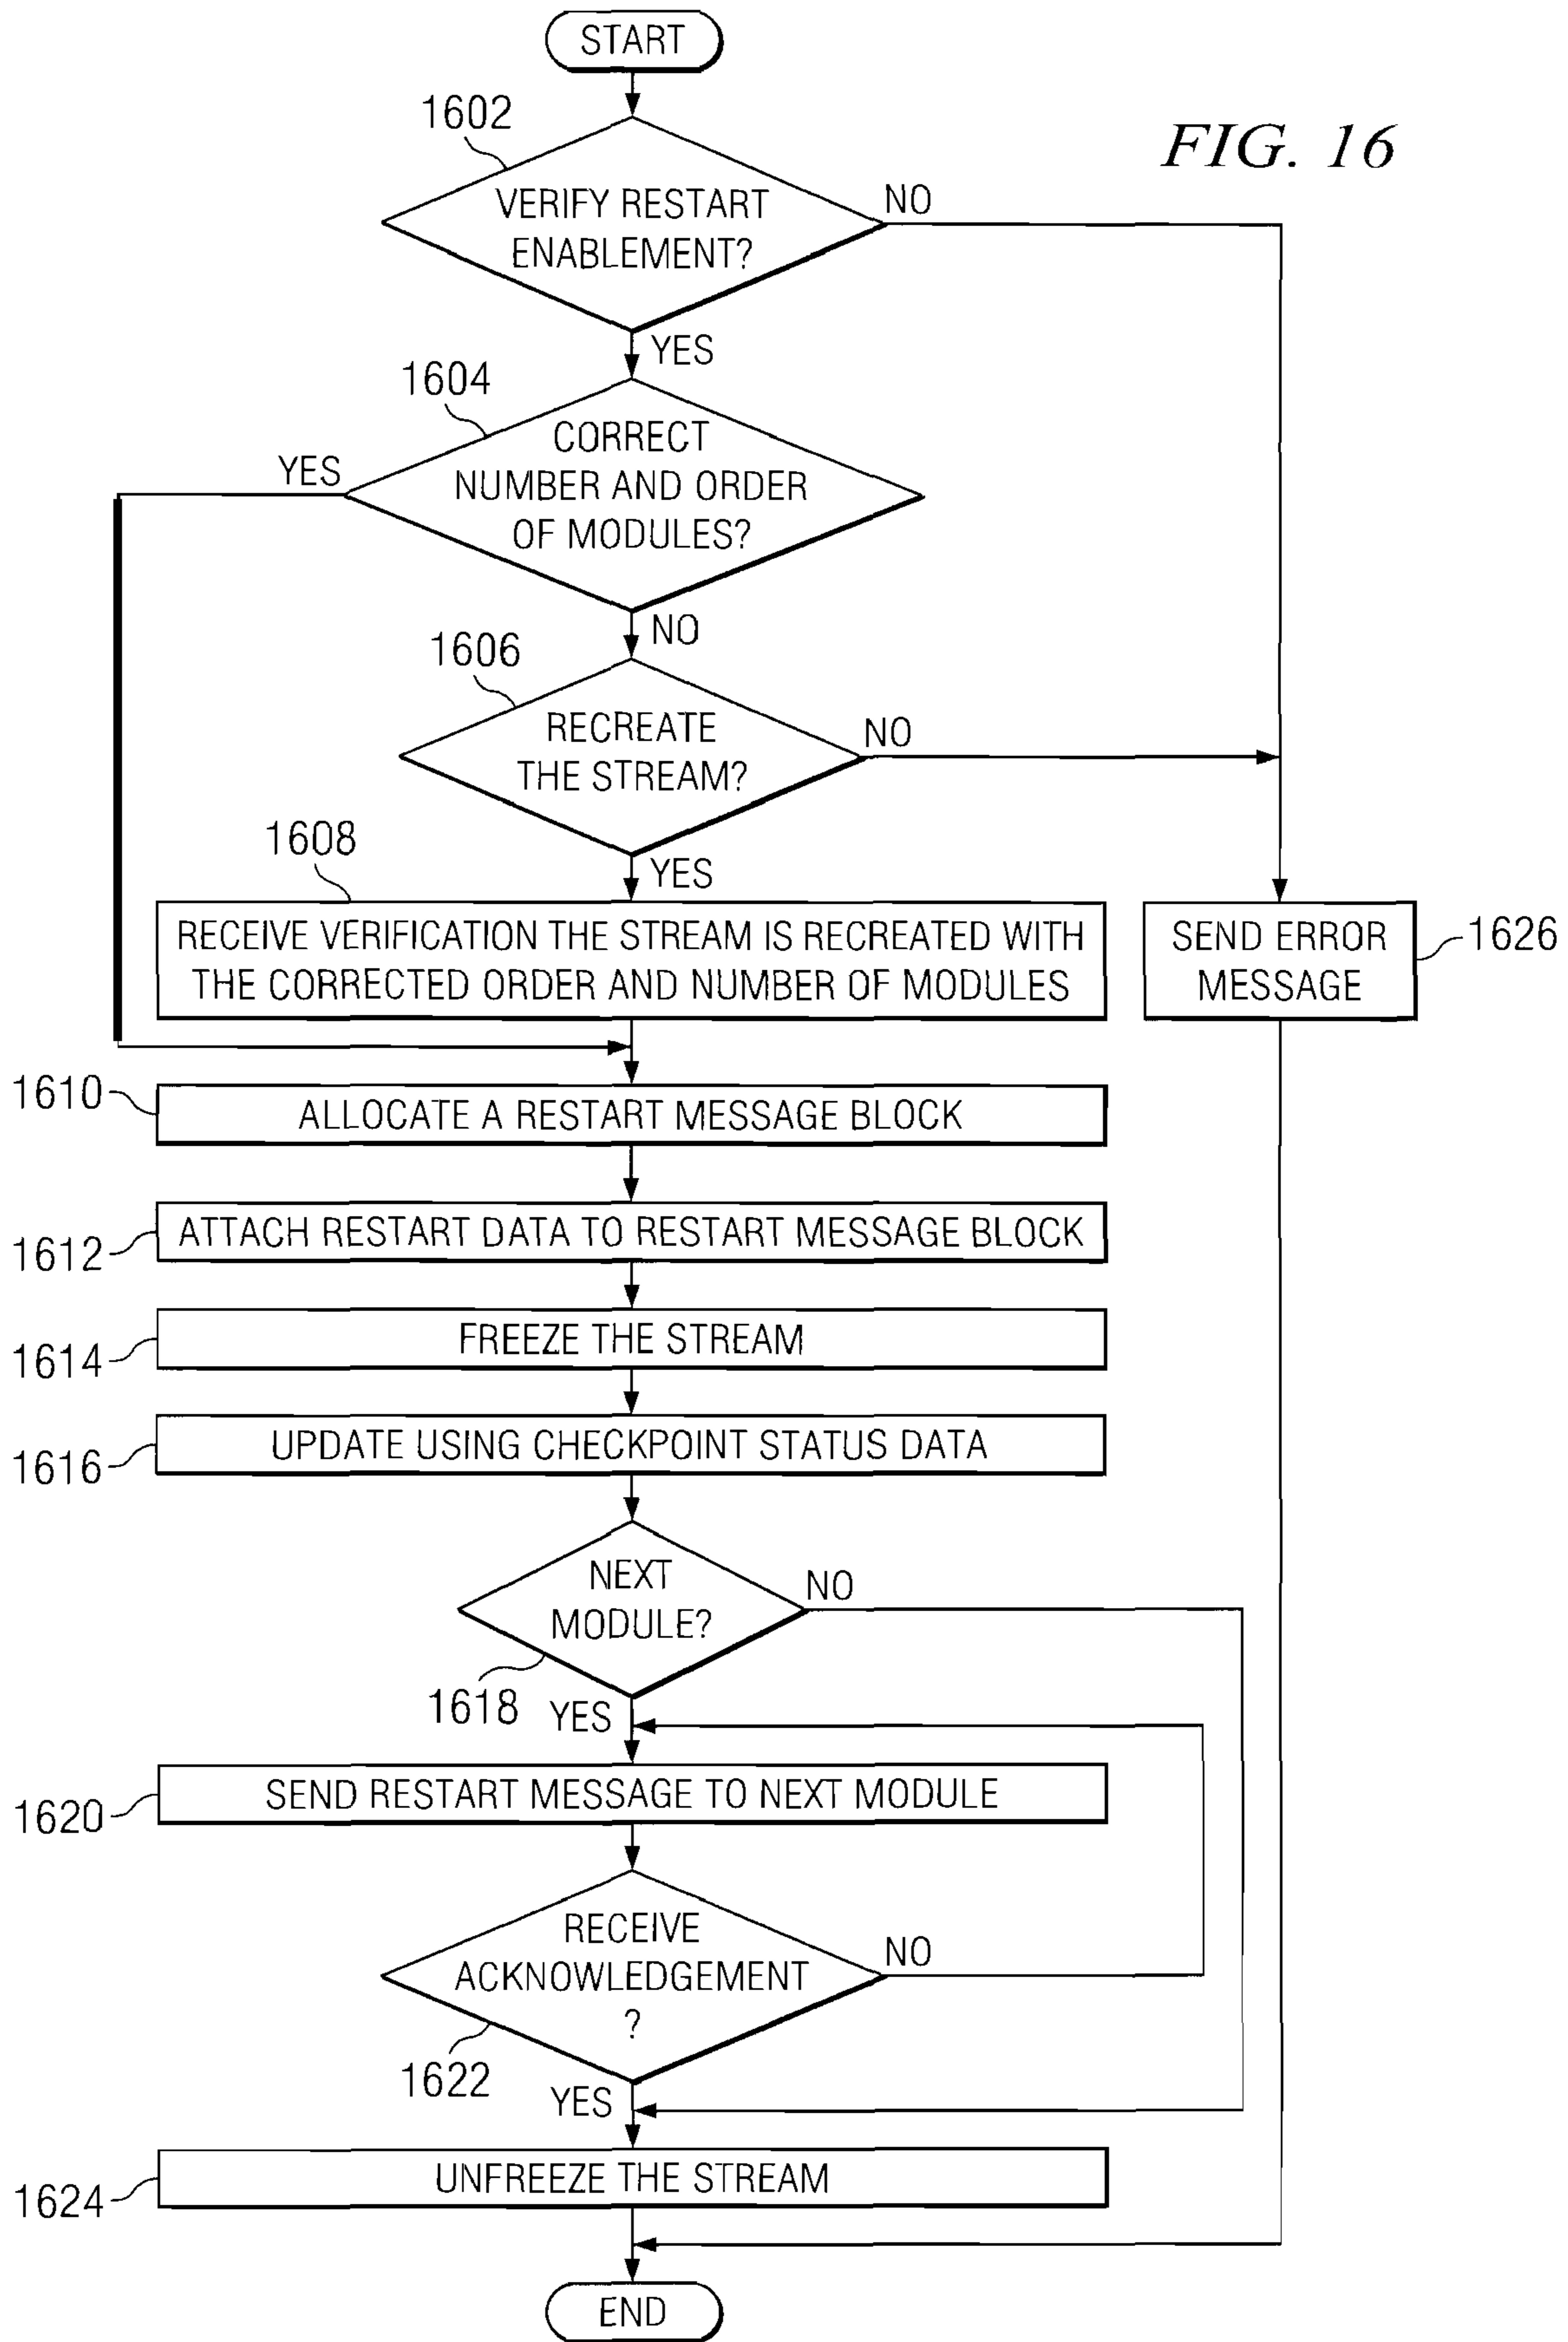 START
FIG. 16
1602
VERIFY RESTART
ENABLEMENT?
NO
YES
1604
CORRECT
NUMBER AND ORDER
OF MODULES?
YES
NO
1606
RECREATE
THE STREAM?
NO
YES
1608
RECEIVE VERIFICATION THE STREAM IS RECREATED WITH
THE CORRECTED ORDER AND NUMBER OF MODULES
SEND ERROR
MESSAGE
1626
1610
ALLOCATE A RESTART MESSAGE BLOCK
ATTACH RESTART DATA TO RESTART MESSAGE BLOCK
1612
FREEZE THE STREAM
1614
UPDATE USING CHECKPOINT STATUS DATA
1616
NEXT
MODULE?
NO
1618
YES
SEND RESTART MESSAGE TO NEXT MODULE
1620
RECEIVE
ACKNOWLEDGEMENT
?
NO
1622
YES
UNFREEZE THE STREAM
1624
END